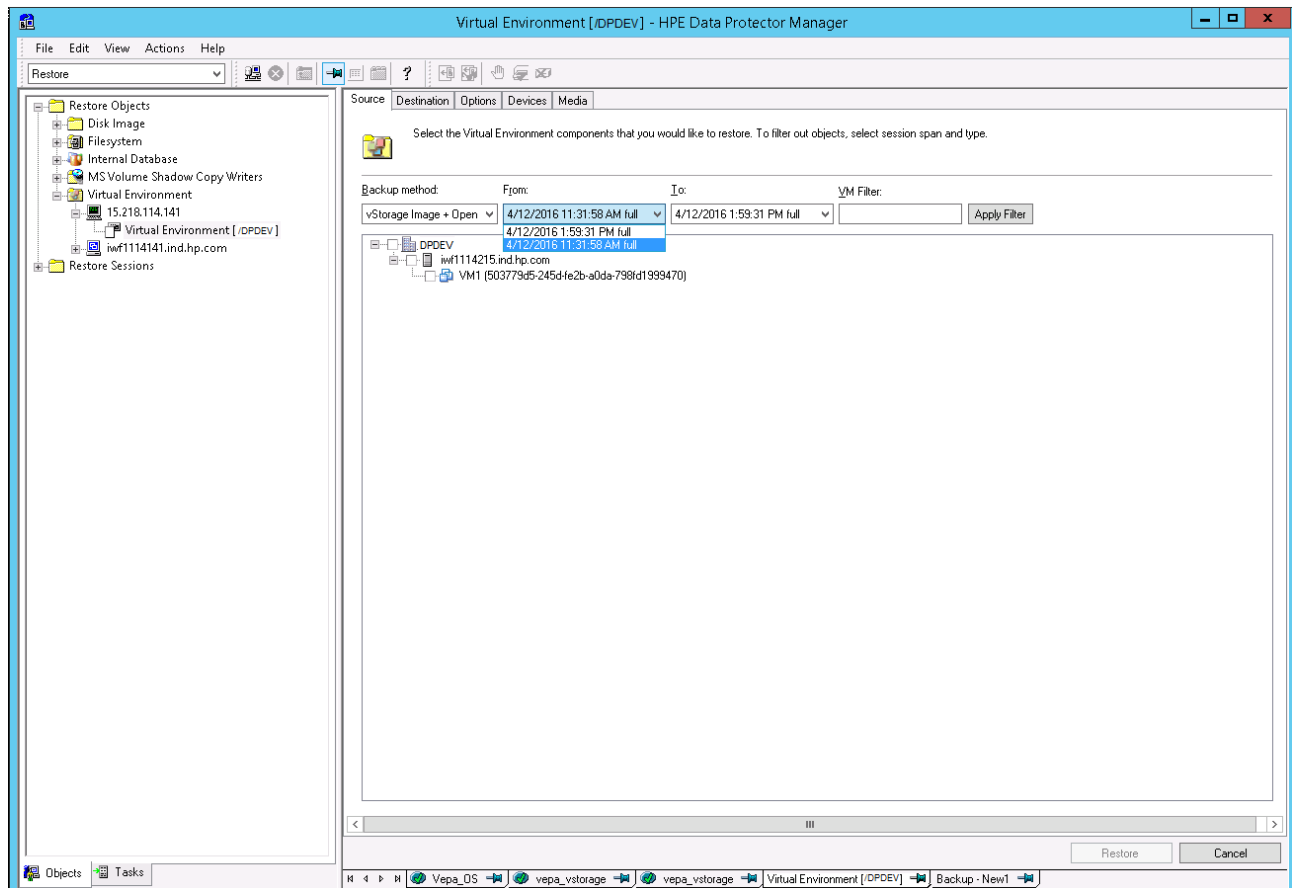 Virtual Environment [/DPDEV] - HPE Data Protector Manager
File Edit View Actions Help
Restore
Restore Objects
Disk Image
Filesystem
Internal Database
MS Volume Shadow Copy Writers
Virtual Environment
15.218.114.141
Virtual Environment [/DPDEV]
iwf1114141.ind.hp.com
Restore Sessions
Objects Tasks
Source Destination Options Devices Media
Select the Virtual Environment components that you would like to restore. To filter out objects, select session span and type.
Backup method: From: To: VM Filter:
vStorage Image + Open 4/12/2016 11:31:58 AM full 4/12/2016 1:59:31 PM full Apply Filter
4/12/2016 1:59:31 PM full
4/12/2016 11:31:58 AM full
DPDEV
iwf1114215.ind.hp.com
VM1 (503779d5-245d-fe2b-a0da-798fd1999470)
Restore Cancel
Vepa_OS vepa_vstorage vepa_vstorage Virtual Environment [/DPDEV] Backup - New1